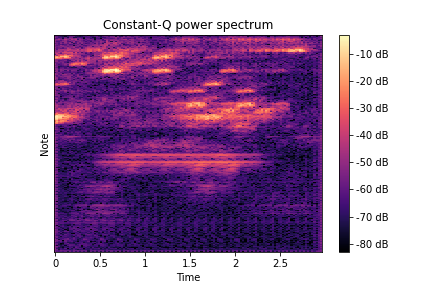 Constant-Q power spectrum
Note
-10 dB
-20 dB
-30 dB
-40 dB
-50 dB
-60 dB
-70 dB
-80 dB
0
0.5
1
1.5
2
2.5
Time